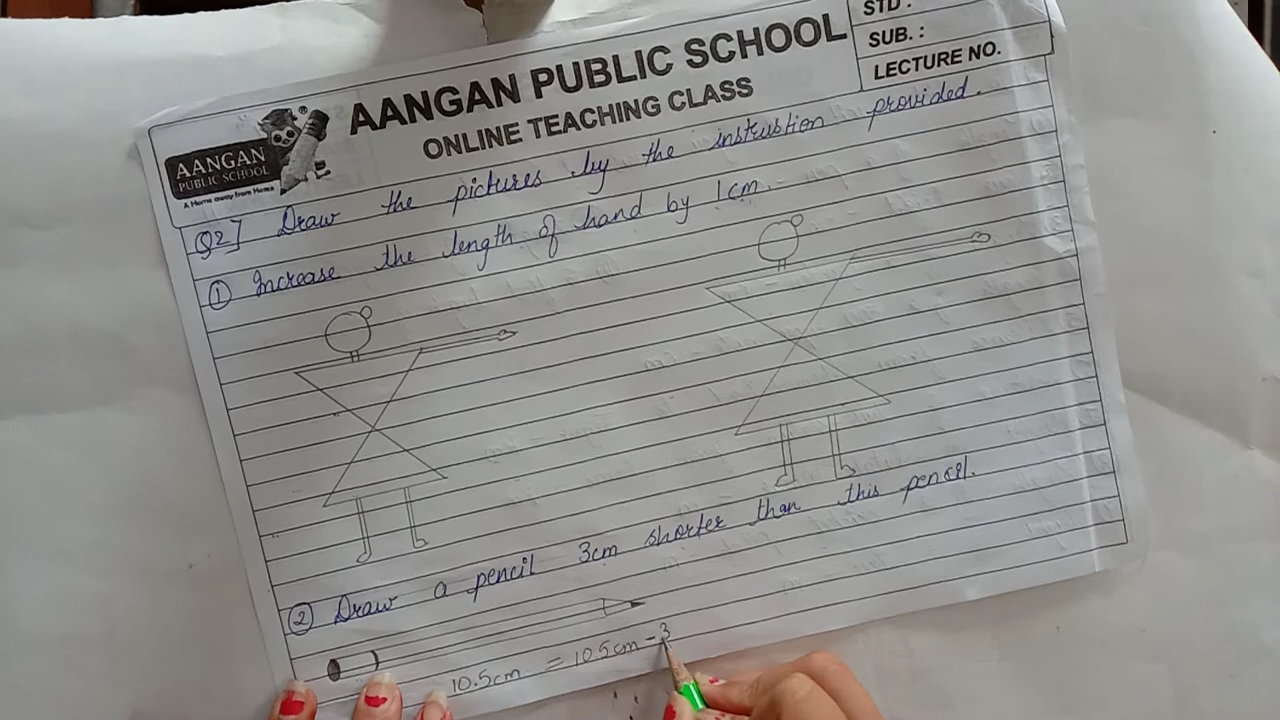 AANGAN PUBLIC SCHOOL
ONLINE TEACHING CLASS
STD :
SUB. :
LECTURE NO.
AANGAN
PUBLIC SCHOOL
A Home away from Home
Q2] Draw the pictures by the instrustion provided.
① Increase the length of hand by 1cm.
② Draw a pencil 3cm shorter than this pencil.
10.5cm = 10.5cm - 3